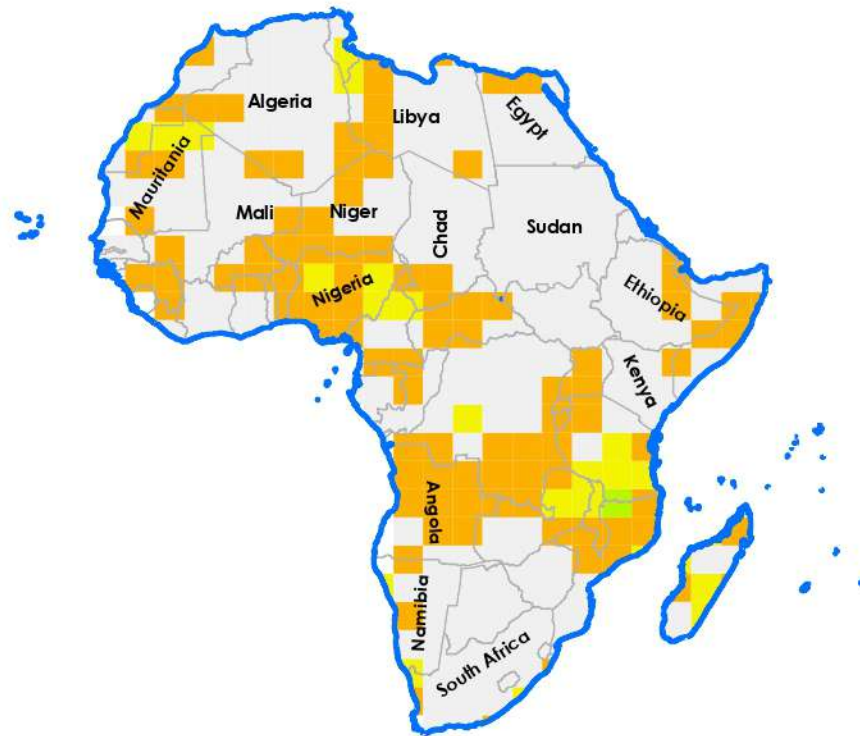 Algeria
Libya
Egypt
Mauritania
Mali
Niger
Chad
Sudan
Nigeria
Ethiopia
Kenya
Angola
Namibia
South Africa